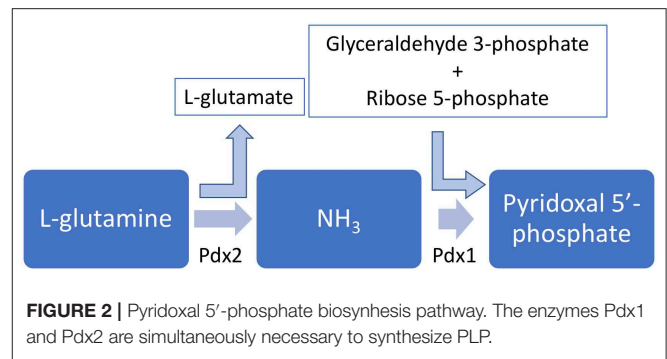 Glyceraldehyde 3-phosphate
+
Ribose 5-phosphate
L-glutamate
L-glutamine
Pdx2
NH₃
Pdx1
Pyridoxal 5′-
phosphate
FIGURE 2 | Pyridoxal 5′-phosphate biosynhesis pathway. The enzymes Pdx1
and Pdx2 are simultaneously necessary to synthesize PLP.